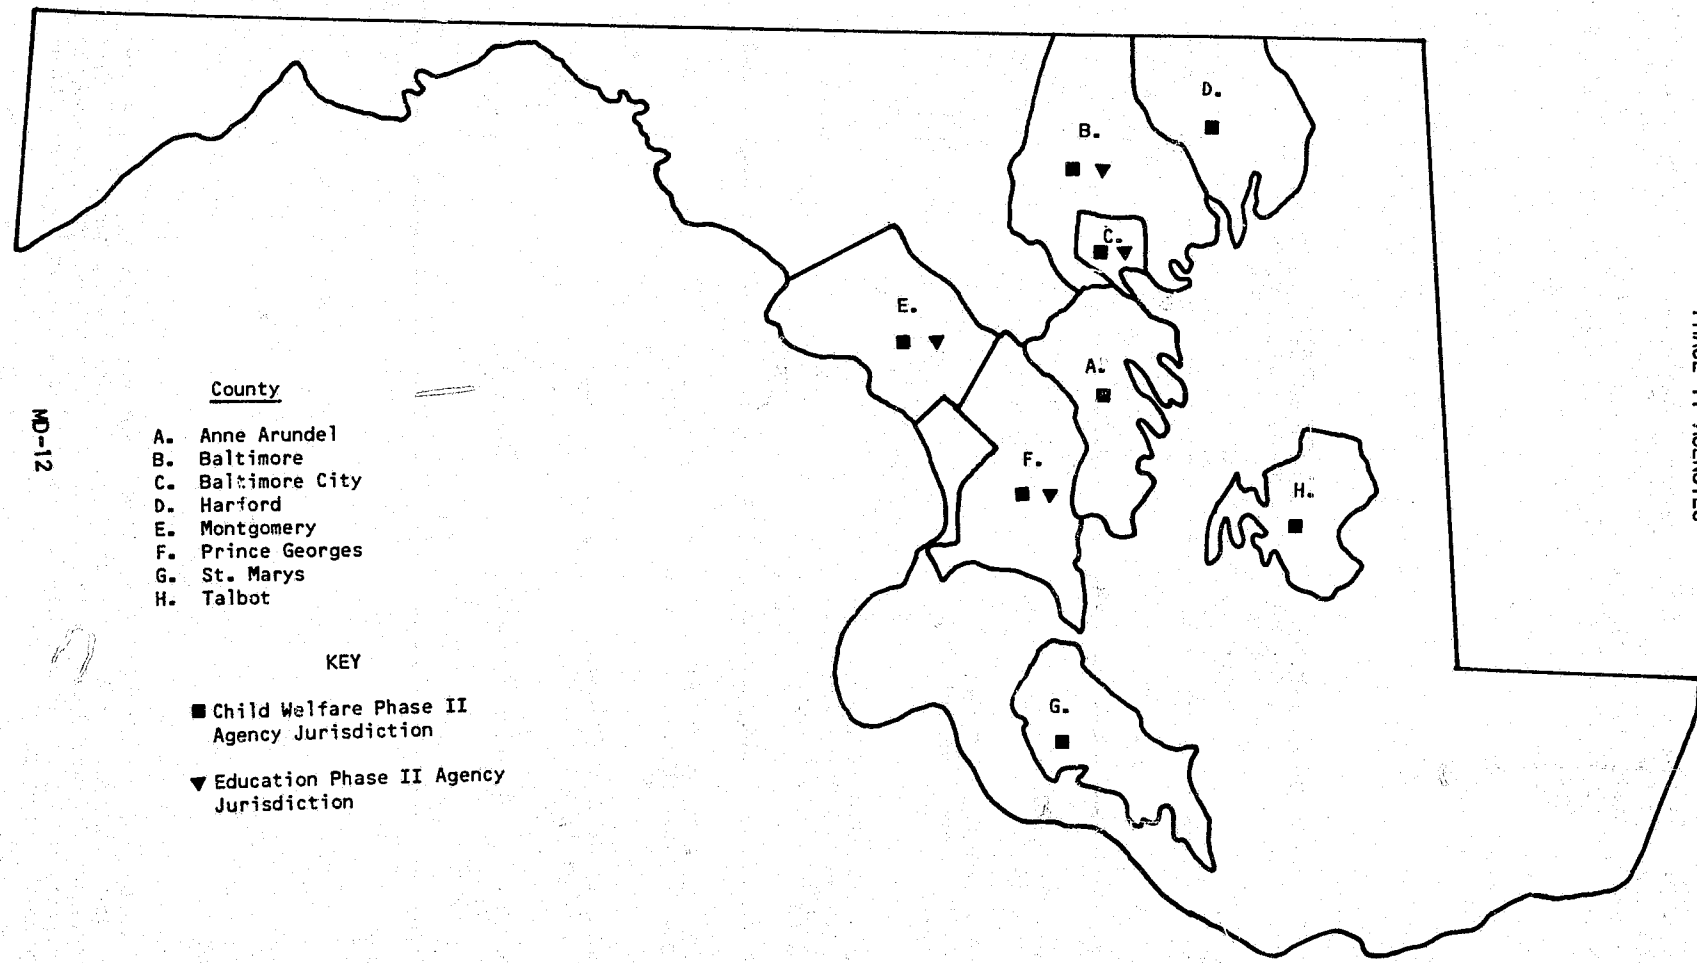 County
A. Anne Arundel
B. Baltimore
C. Baltimore City
D. Harford
E. Montgomery
F. Prince Georges
G. St. Marys
H. Talbot
KEY
■ Child Welfare Phase II
Agency Jurisdiction
▼ Education Phase II Agency
Jurisdiction
MD-12
D.
B.
C.
E.
A.
F.
H.
G.